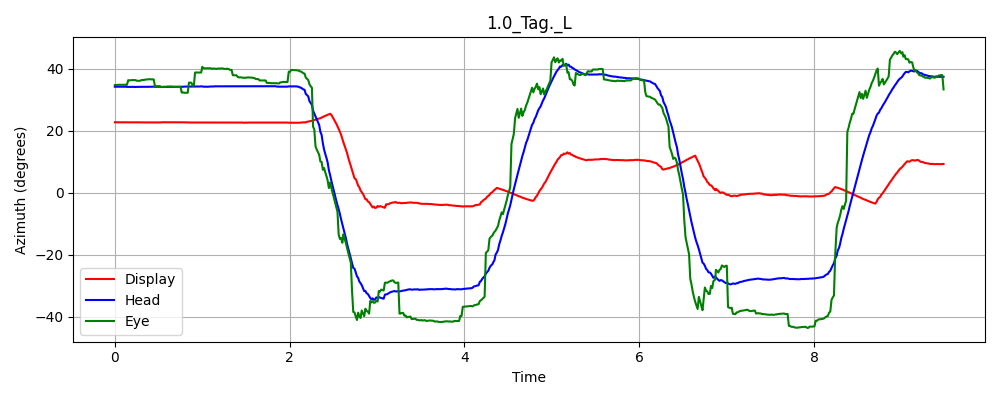 1.0_Tag._L
Azimuth (degrees)
40
20
0
−20
−40
Display
Head
Eye
0 2 4 6 8
Time